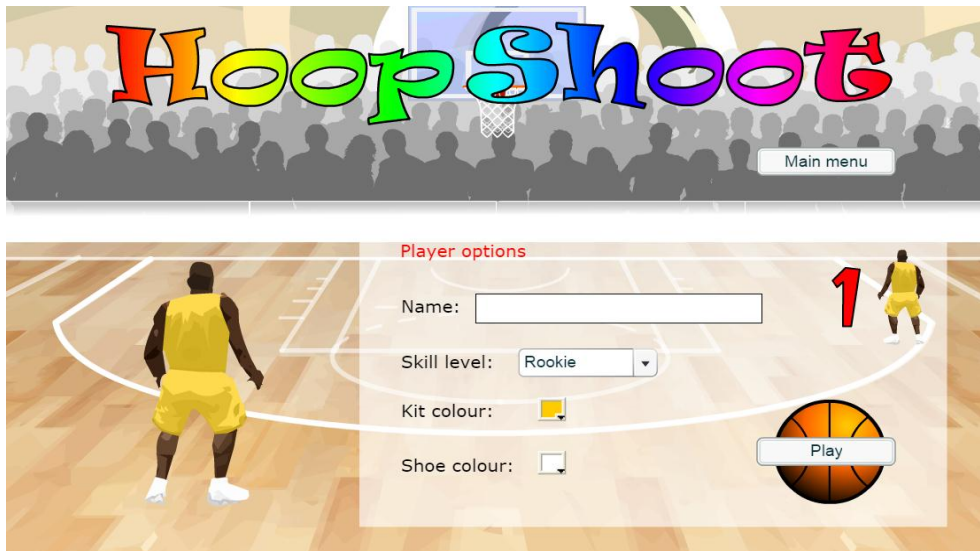 HoopShoot
Main menu
Player options
1
Name:
Skill level: Rookie
Kit colour:
Shoe colour:
Play